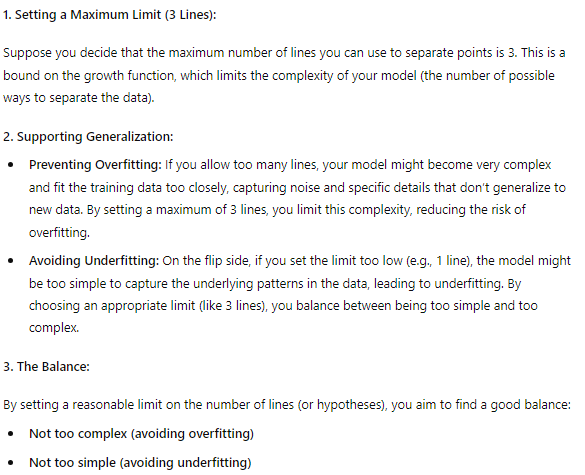 1. Setting a Maximum Limit (3 Lines):
Suppose you decide that the maximum number of lines you can use to separate points is 3. This is a
bound on the growth function, which limits the complexity of your model (the number of possible
ways to separate the data).
2. Supporting Generalization:
• Preventing Overfitting: If you allow too many lines, your model might become very complex
and fit the training data too closely, capturing noise and specific details that don't generalize to
new data. By setting a maximum of 3 lines, you limit this complexity, reducing the risk of
overfitting.
• Avoiding Underfitting: On the flip side, if you set the limit too low (e.g., 1 line), the model might
be too simple to capture the underlying patterns in the data, leading to underfitting. By
choosing an appropriate limit (like 3 lines), you balance between being too simple and too
complex.
3. The Balance:
By setting a reasonable limit on the number of lines (or hypotheses), you aim to find a good balance:
• Not too complex (avoiding overfitting)
• Not too simple (avoiding underfitting)